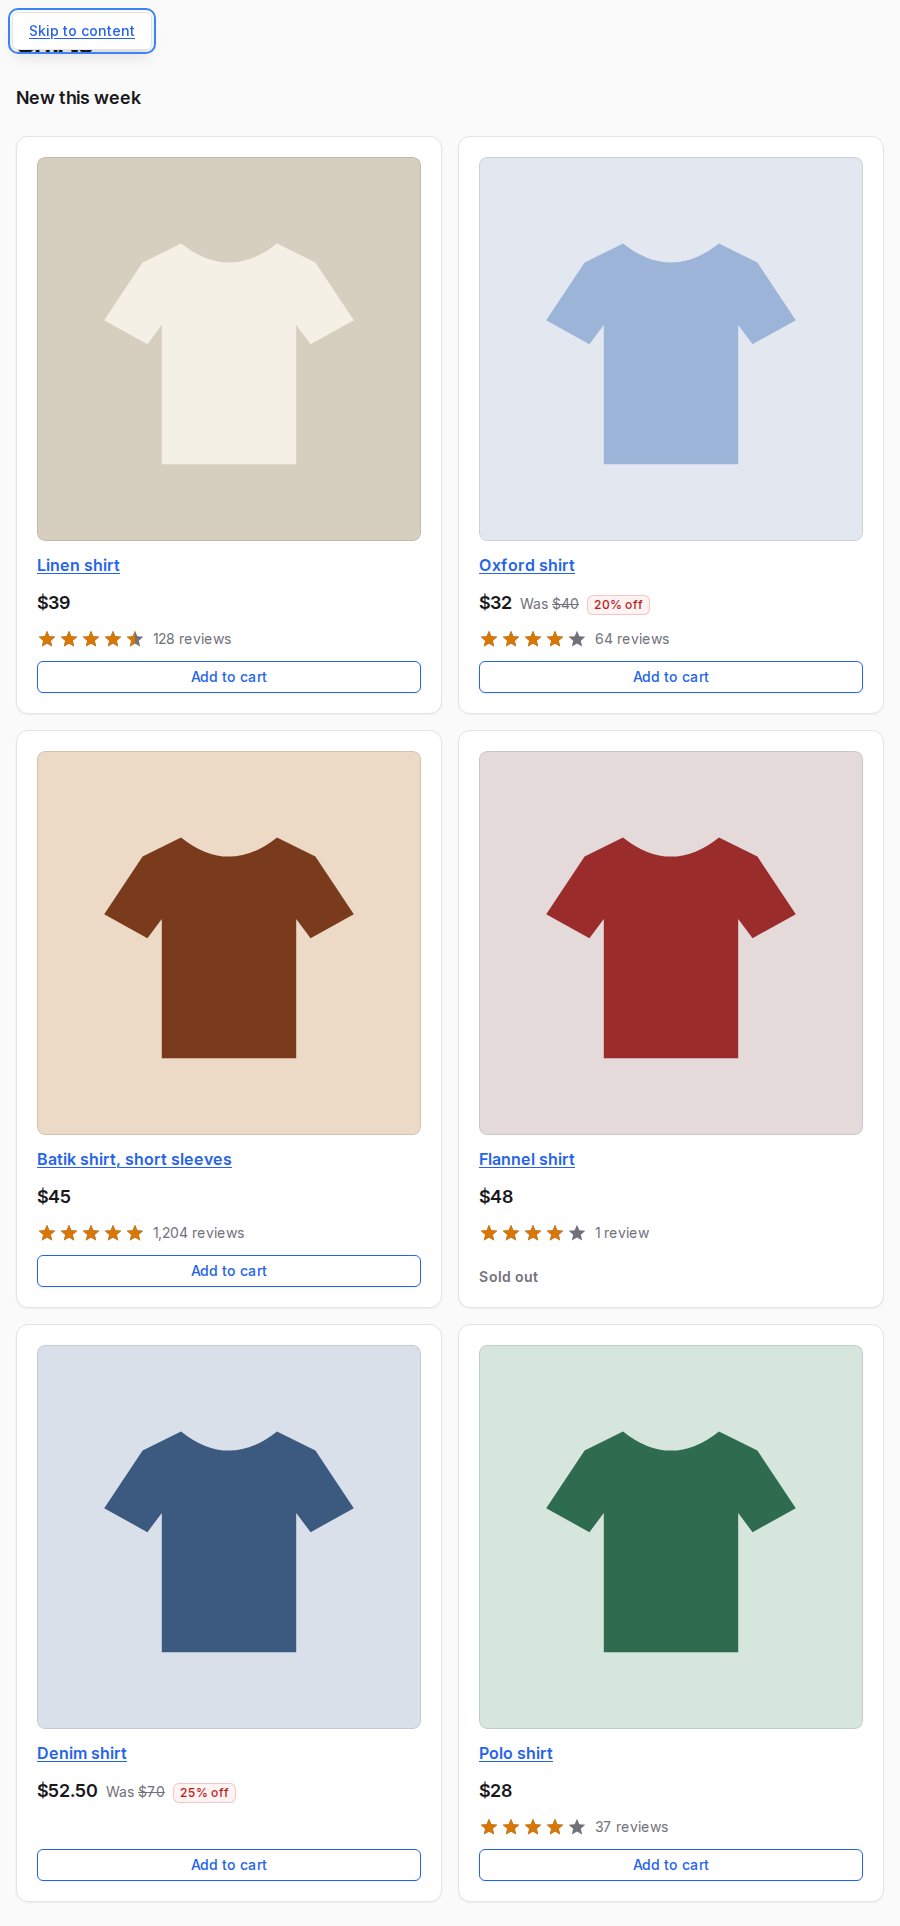 Skip to content
New this week
Linen shirt
$39
128 reviews
Add to cart
Oxford shirt
$32 Was $40 20% off
64 reviews
Add to cart
Batik shirt, short sleeves
$45
1,204 reviews
Add to cart
Flannel shirt
$48
1 review
Sold out
Denim shirt
$52.50 Was $70 25% off
Add to cart
Polo shirt
$28
37 reviews
Add to cart